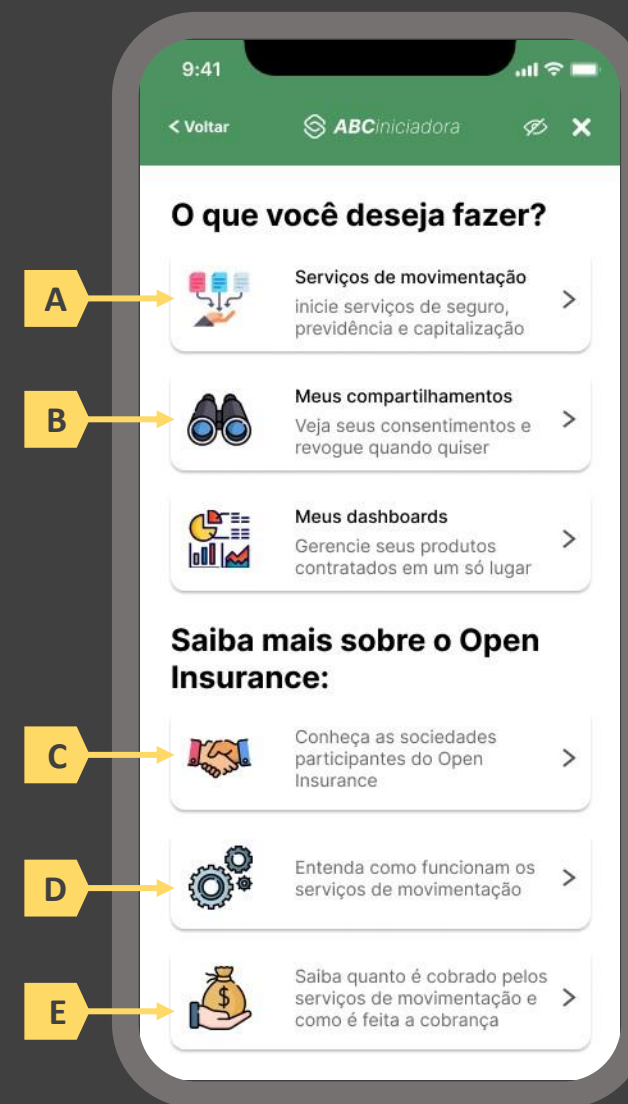 9:41
< Voltar
ABCiniciadora
O que você deseja fazer?
A
Serviços de movimentação
inicie serviços de seguro,
previdência e capitalização
B
Meus compartilhamentos
Veja seus consentimentos e
revogue quando quiser
Meus dashboards
Gerencie seus produtos
contratados em um só lugar
Saiba mais sobre o Open
Insurance:
C
Conheça as sociedades
participantes do Open
Insurance
D
Entenda como funcionam os
serviços de movimentação
E
Saiba quanto é cobrado pelos
serviços de movimentação e
como é feita a cobrança